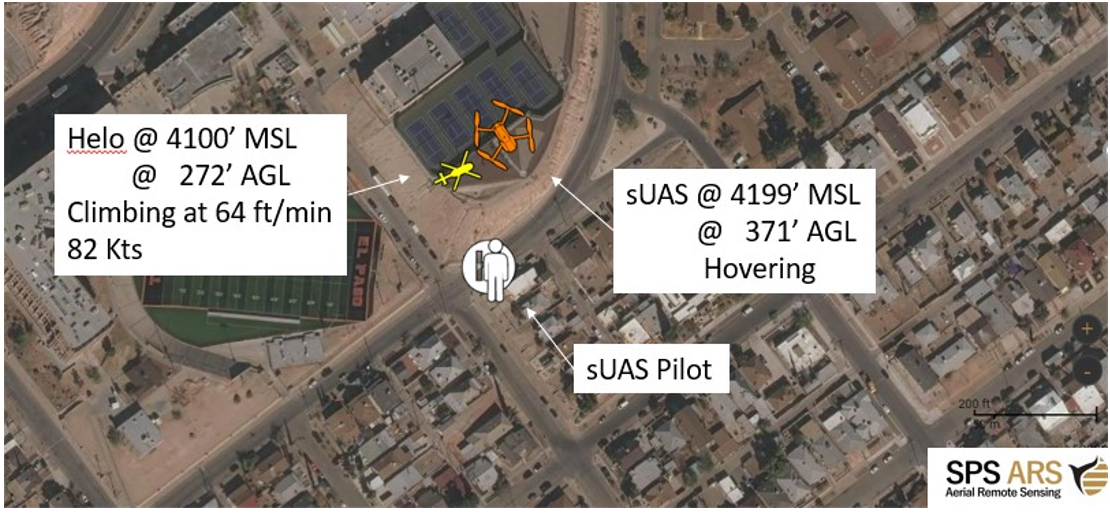 Helo @ 4100’ MSL
@ 272’ AGL
Climbing at 64 ft/min
82 Kts
sUAS @ 4199’ MSL
@ 371’ AGL
Hovering
sUAS Pilot
EL PASO
200 ft
50 m
+
-
SPS ARS
Aerial Remote Sensing